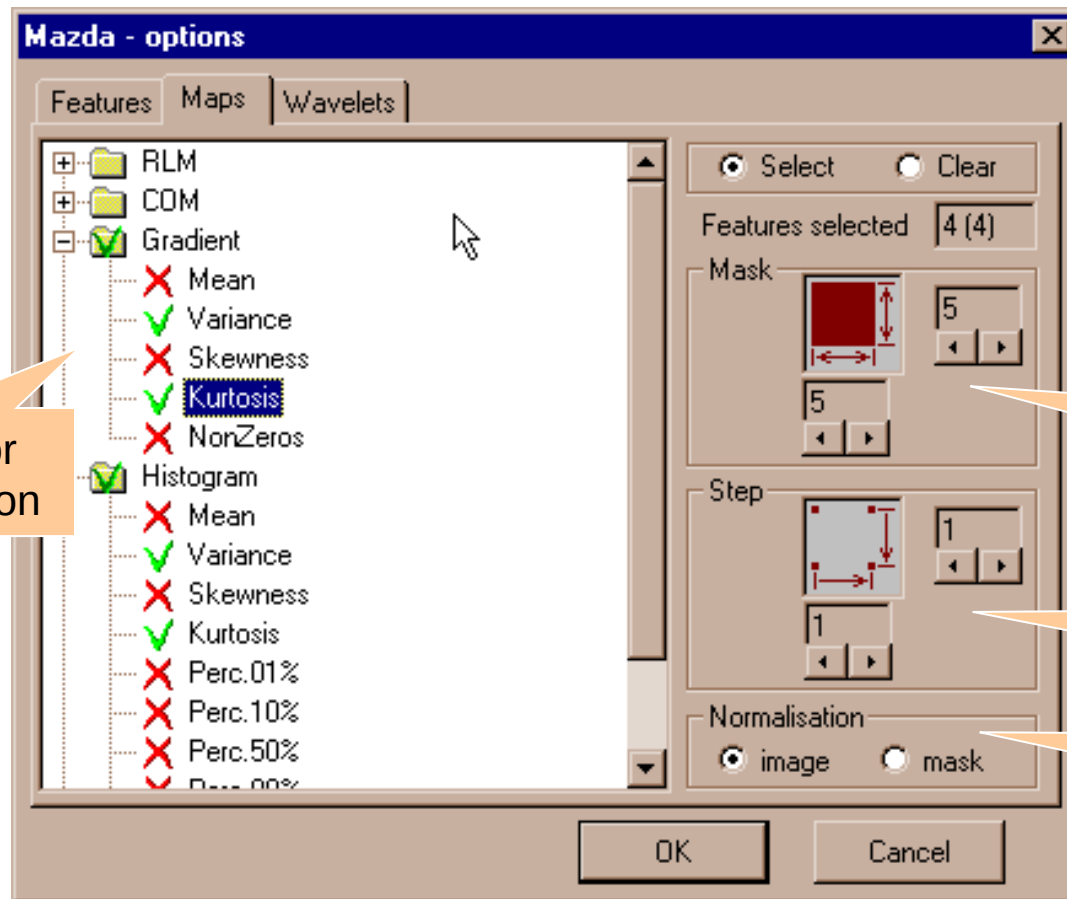 Mazda - options
Features Maps Wavelets
RLM
COM
Gradient
Mean
Variance
Skewness
Kurtosis
NonZeros
Histogram
Mean
Variance
Skewness
Kurtosis
Perc.01%
Perc.10%
Perc.50%
Select Clear
Features selected 4 (4)
Mask
5
5
Step
1
1
Normalisation
image mask
OK Cancel
or
on